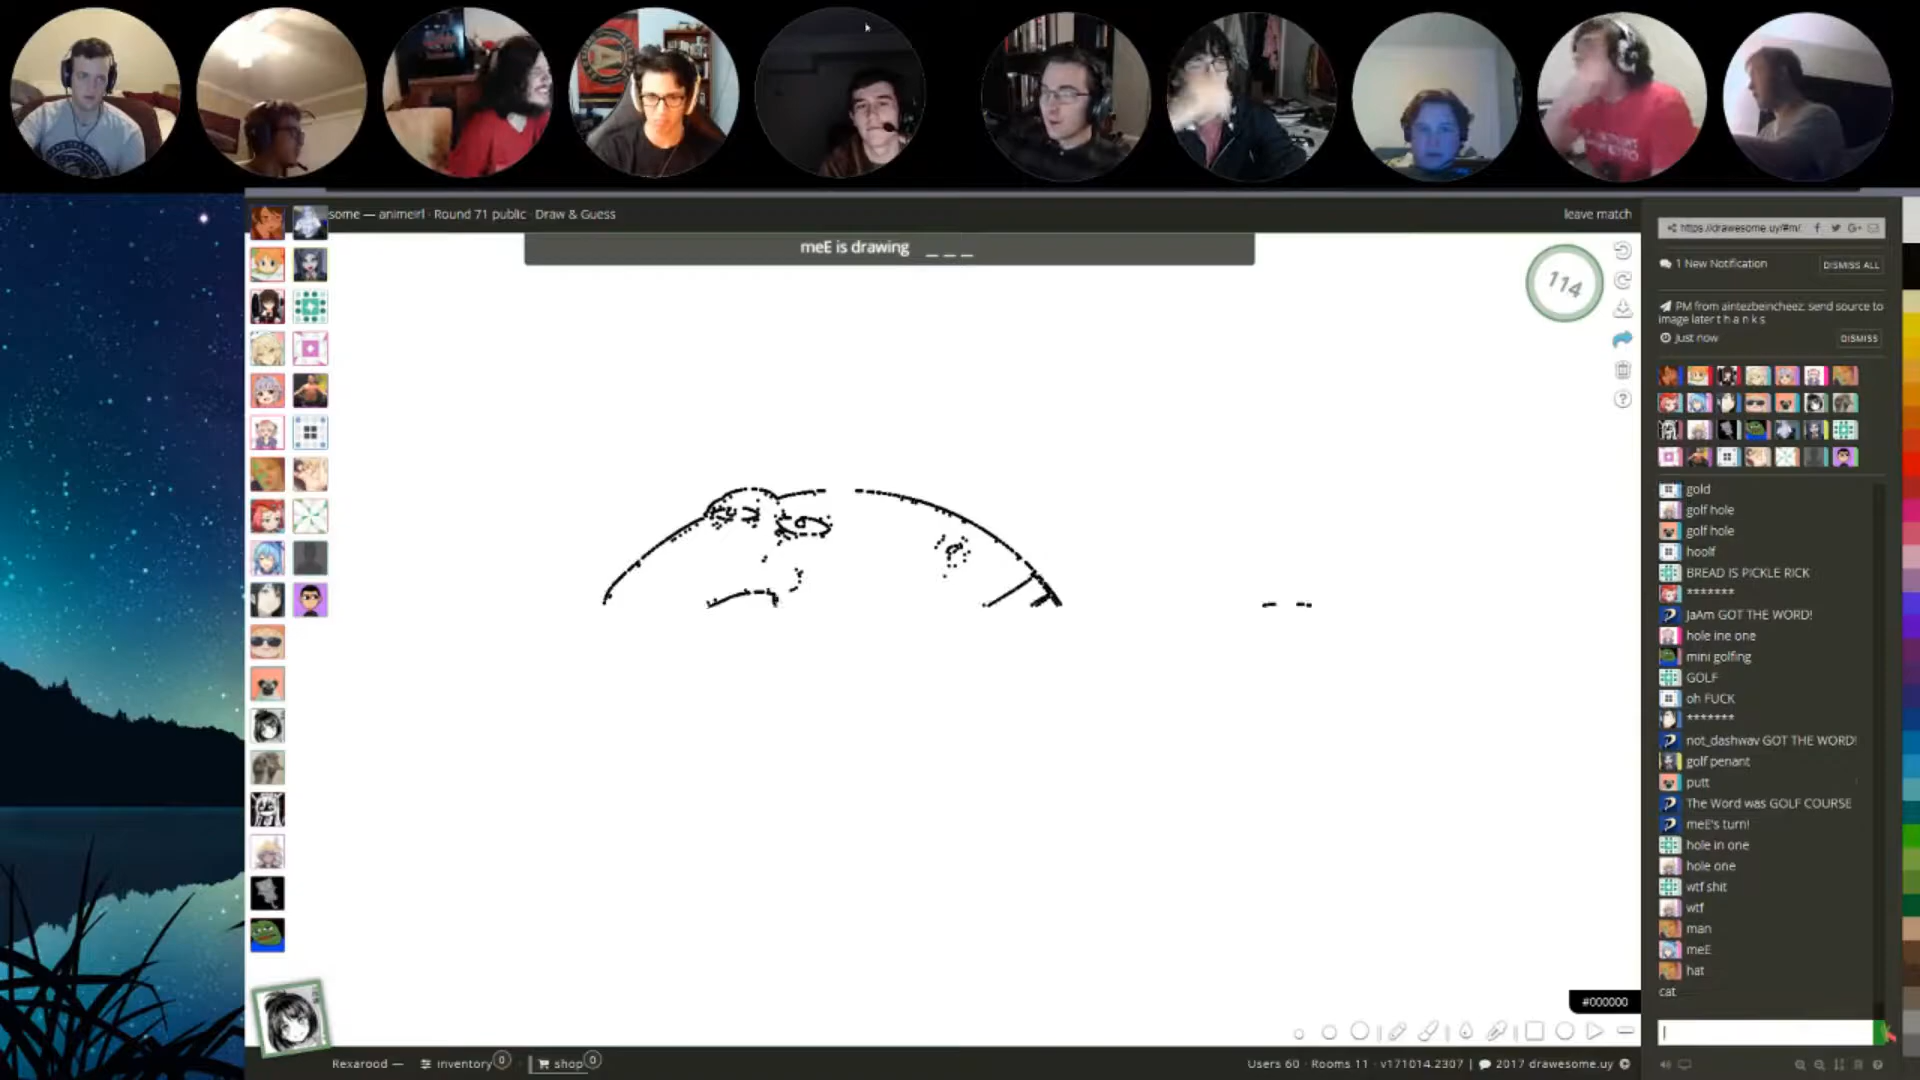 some — animeirl · Round 71 public · Draw & Guess
leave match
meE is drawing _ _ _
114
https://drawesome.uy/#m/
1 New Notification
DISMISS ALL
PM from aintezbeincheez, send source to
image later t h a n k s
Just now
DISMISS
gold
golf hole
golf hole
hoolf
BREAD IS PICKLE RICK
*******
JaAm GOT THE WORD!
hole ine one
mini golfing
GOLF
oh FUCK
*******
not_dashwav GOT THE WORD!
golf penant
putt
The Word was GOLF COURSE
meE's turn!
hole in one
hole one
wtf shit
wtf
man
meE
hat
cat
#000000
Rexarood —
inventory 0
shop 0
Users 60 · Rooms 11 · v171014.2307 | 2017 drawesome.uy